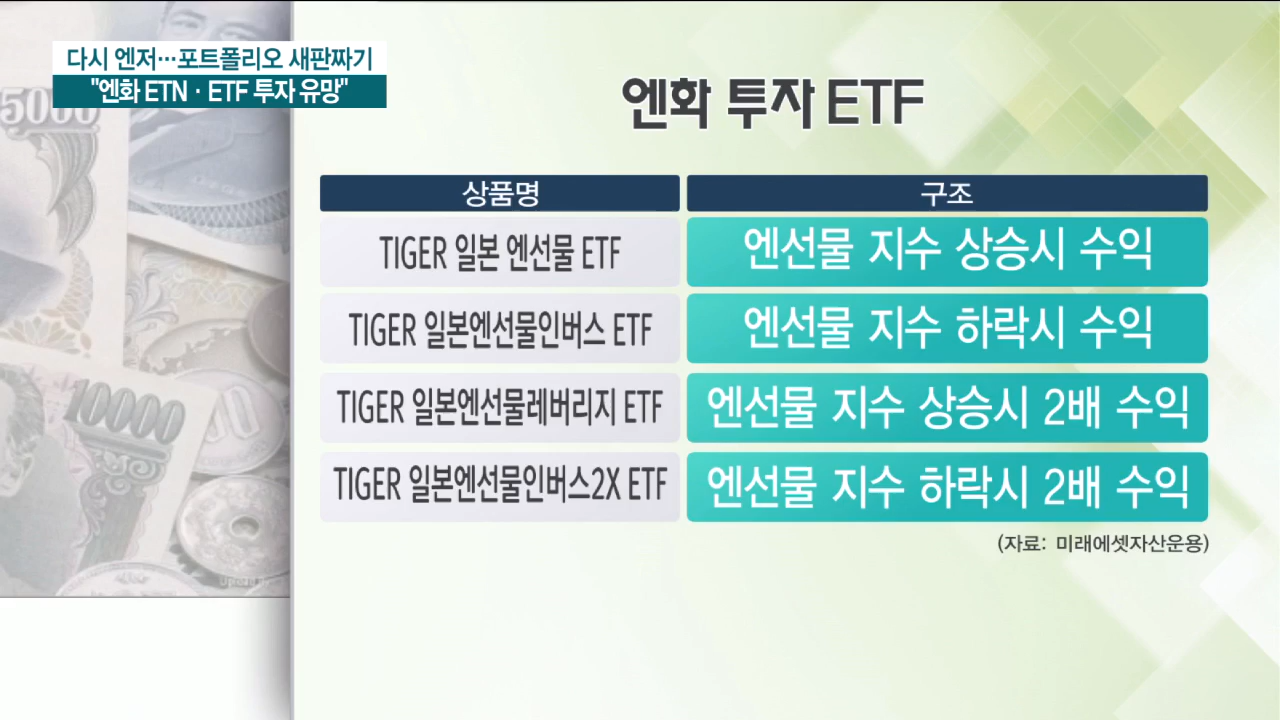 다시 엔저…포트폴리오 새판짜기
"엔화 ETN · ETF 투자 유망"
엔화 투자 ETF
상품명 구조
TIGER 일본 엔선물 ETF 엔선물 지수 상승시 수익
TIGER 일본엔선물인버스 ETF 엔선물 지수 하락시 수익
TIGER 일본엔선물레버리지 ETF 엔선물 지수 상승시 2배 수익
TIGER 일본엔선물인버스2X ETF 엔선물 지수 하락시 2배 수익
(자료: 미래에셋자산운용)
5000
10000